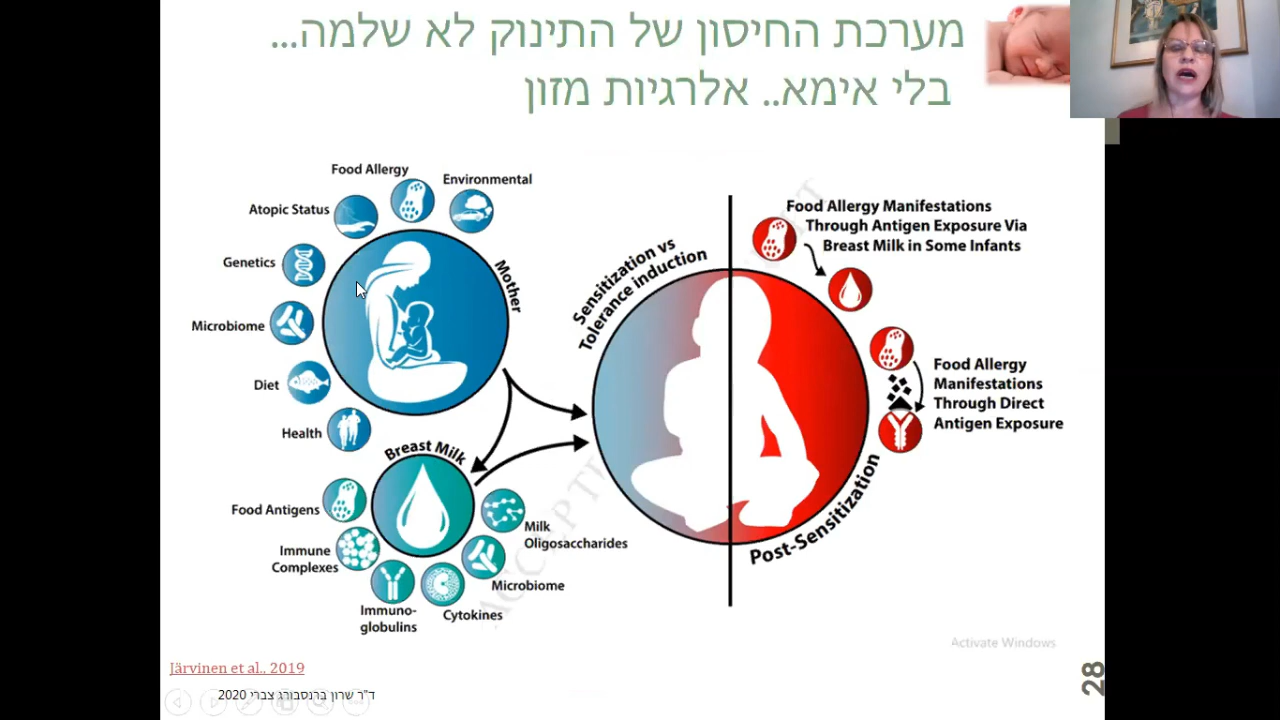 מערכת החיסון של התינוק לא שלמה...
בלי אימא.. אלרגיות מזון
Food Allergy
Environmental
Atopic Status
Genetics
Microbiome
Diet
Health
Mother
Breast Milk
Food Antigens
Immune
Complexes
Immuno-
globulins
Cytokines
Microbiome
Milk
Oligosaccharides
Sensitization vs
Tolerance induction
Food Allergy Manifestations
Through Antigen Exposure Via
Breast Milk in Some Infants
Food Allergy
Manifestations
Through Direct
Antigen Exposure
Post-Sensitization
ACCEPT
Activate Windows
Järvinen et al.. 2019
ד"ר שרון ברנסבורג צברי 2020
28